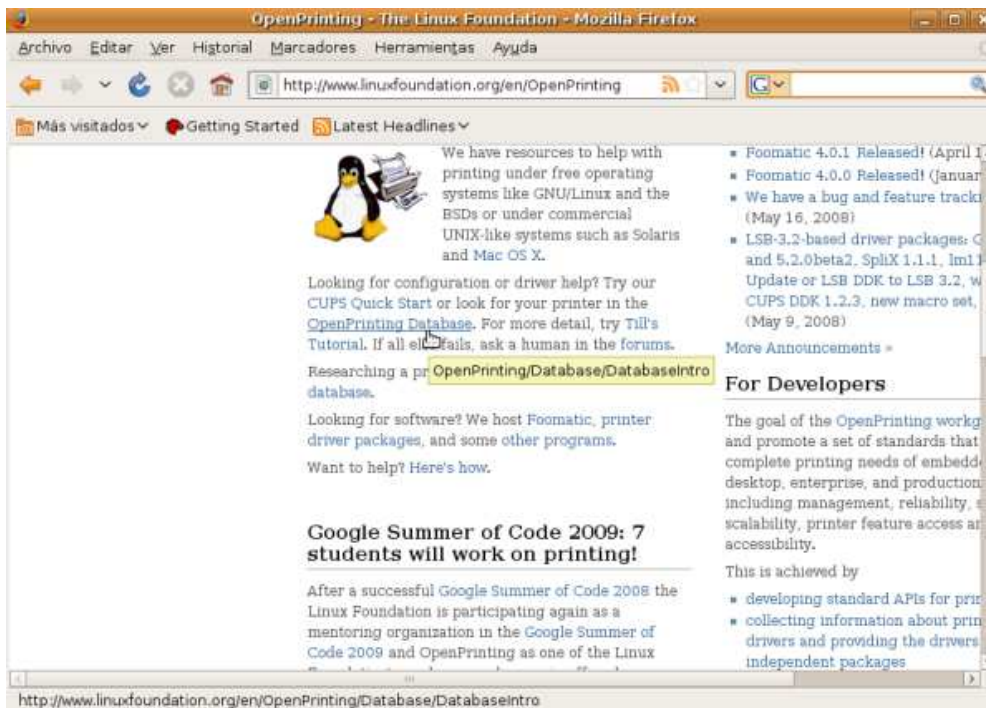 OpenPrinting - The Linux Foundation - Mozilla Firefox
Archivo Editar Ver Historial Marcadores Herramientas Ayuda
http://www.linuxfoundation.org/en/OpenPrinting
G
Más visitados Getting Started Latest Headlines
We have resources to help with
printing under free operating
systems like GNU/Linux and the
BSDs or under commercial
UNIX-like systems such as Solaris
and Mac OS X.
Looking for configuration or driver help? Try our
CUPS Quick Start or look for your printer in the
OpenPrinting Database. For more detail, try Till's
Tutorial. If all fails, ask a human in the forums.
Researching a
OpenPrinting/Database/DatabaseIntro
database.
Looking for software? We host Foomatic, printer
driver packages, and some other programs.
Want to help? Here's how.
Google Summer of Code 2009: 7
students will work on printing!
After a successful Google Summer of Code 2008 the
Linux Foundation is participating again as a
mentoring organization in the Google Summer of
Code 2009 and OpenPrinting as one of the Linux
Foomatic 4.0.1 Released! (April
Foomatic 4.0.0 Released! (Januar
We have a bug and feature tracki
(May 16, 2008)
LSB-3.2-based driver packages:
and 5.2.0beta2, SpliX 1.1.1, lm11
Update or LSB DDK to LSB 3.2, w
CUPS DDK 1.2.3, new macro set,
(May 9, 2008)
More Announcements »
For Developers
The goal of the OpenPrinting workg
and promote a set of standards that
complete printing needs of embedd
desktop, enterprise, and production
including management, reliability, s
scalability, printer feature access an
accessibility.
This is achieved by
developing standard APIs for prin
collecting information about prin
drivers and providing the drivers
independent packages
http://www.linuxfoundation.org/en/OpenPrinting/Database/DatabaseIntro